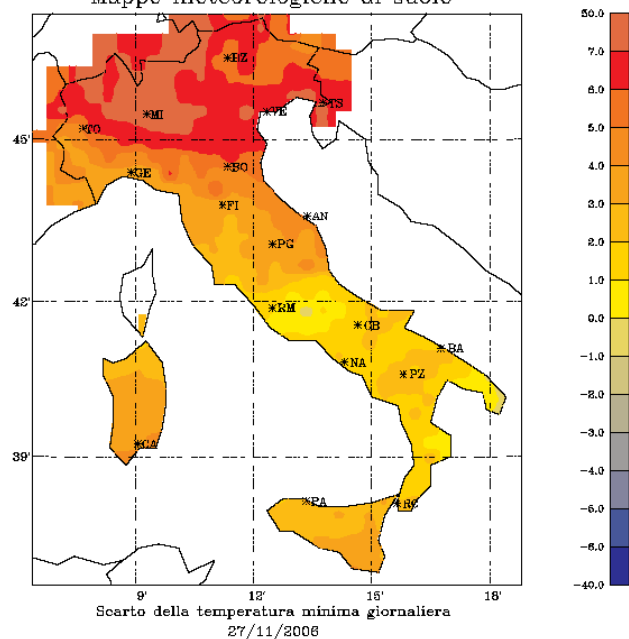 Mappe meteorologiche al suolo
50.0
7.0
6.0
5.0
4.0
3.0
2.0
1.0
0.0
-1.0
-2.0
-3.0
-4.0
-5.0
-6.0
-40.0
*BZ
*MI
*VE
*TS
*TO
45'
*BO
*GE
*FI
*AN
*PG
42'
*RM
*CB
*BA
*NA
*PZ
*CA
39'
*PA
*RC
9'
12'
15'
18'
Scarto della temperatura minima giornaliera
27/11/2006